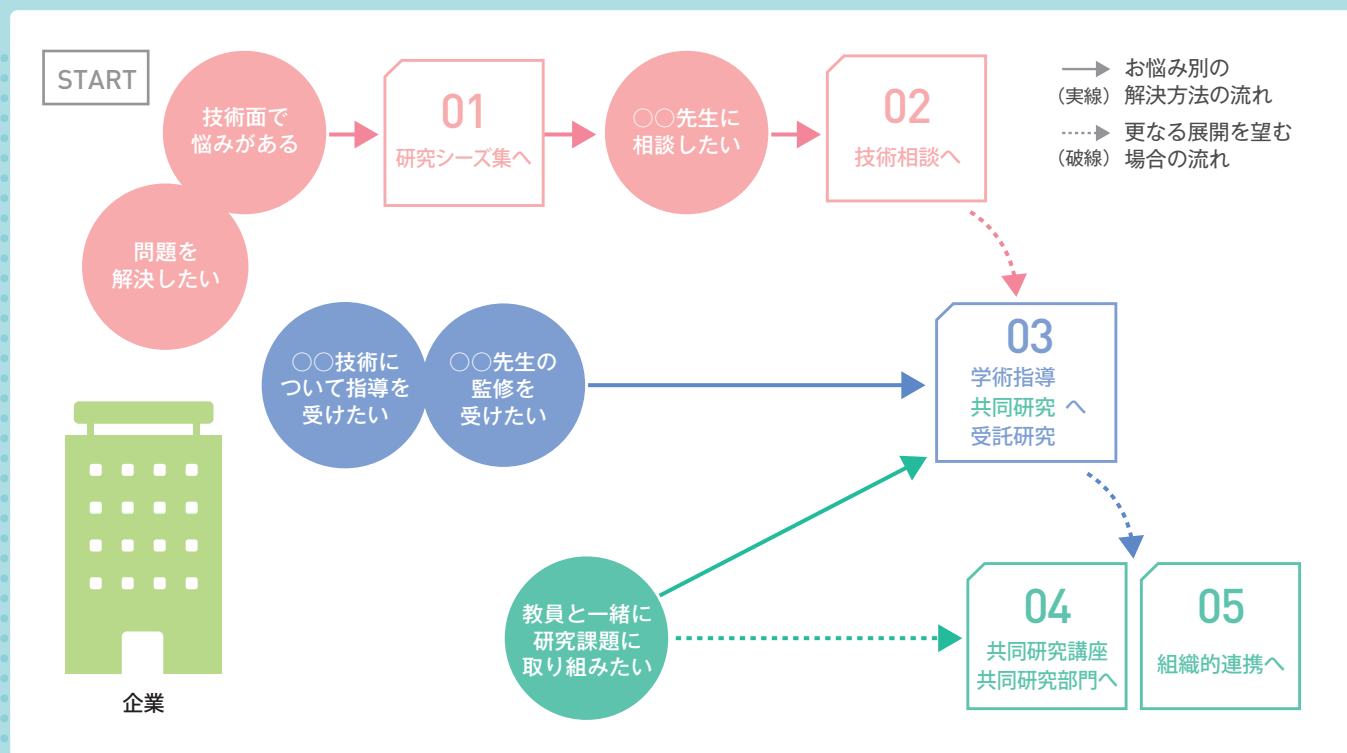 START
技術面で
悩みがある
01
研究シーズ集へ
○○先生に
相談したい
02
技術相談へ
お悩み別の
(実線) 解決方法の流れ
更なる展開を望む
(破線) 場合の流れ
問題を
解決したい
○○技術に
ついて指導を
受けたい
○○先生の
監修を
受けたい
03
学術指導
共同研究 へ
受託研究
教員と一緒に
研究課題に
取り組みたい
04
共同研究講座
共同研究部門へ
05
組織的連携へ
企業